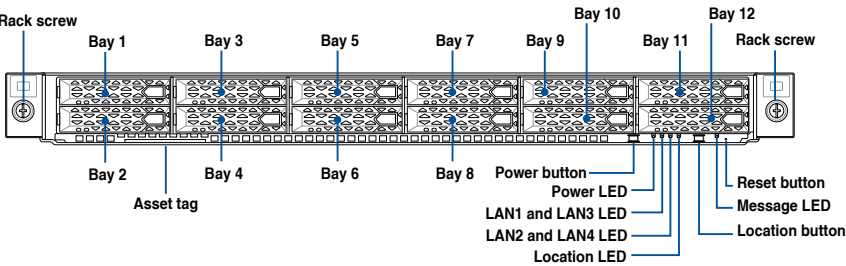 Bay 10
Bay 12
Rack screw
Bay 1
Bay 3
Bay 5
Bay 7
Bay 9
Bay 11
Rack screw
Bay 2
Bay 4
Bay 6
Bay 8
Power button
Asset tag
Power LED
Reset button
LAN1 and LAN3 LED
Message LED
LAN2 and LAN4 LED
Location button
Location LED